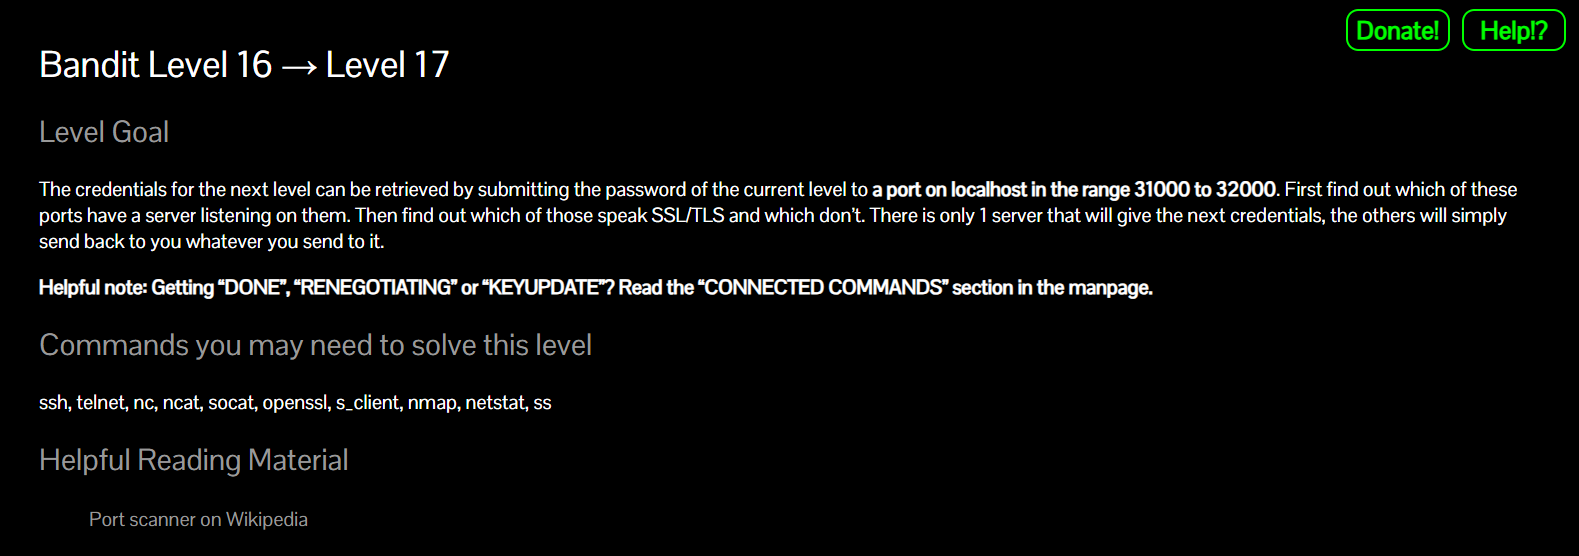 Donate! Help!?
Bandit Level 16 → Level 17
Level Goal
The credentials for the next level can be retrieved by submitting the password of the current level to a port on localhost in the range 31000 to 32000. First find out which of these
ports have a server listening on them. Then find out which of those speak SSL/TLS and which don’t. There is only 1 server that will give the next credentials, the others will simply
send back to you whatever you send to it.
Helpful note: Getting “DONE”, “RENEGOTIATING” or “KEYUPDATE”? Read the “CONNECTED COMMANDS” section in the manpage.
Commands you may need to solve this level
ssh, telnet, nc, ncat, socat, openssl, s_client, nmap, netstat, ss
Helpful Reading Material
Port scanner on Wikipedia